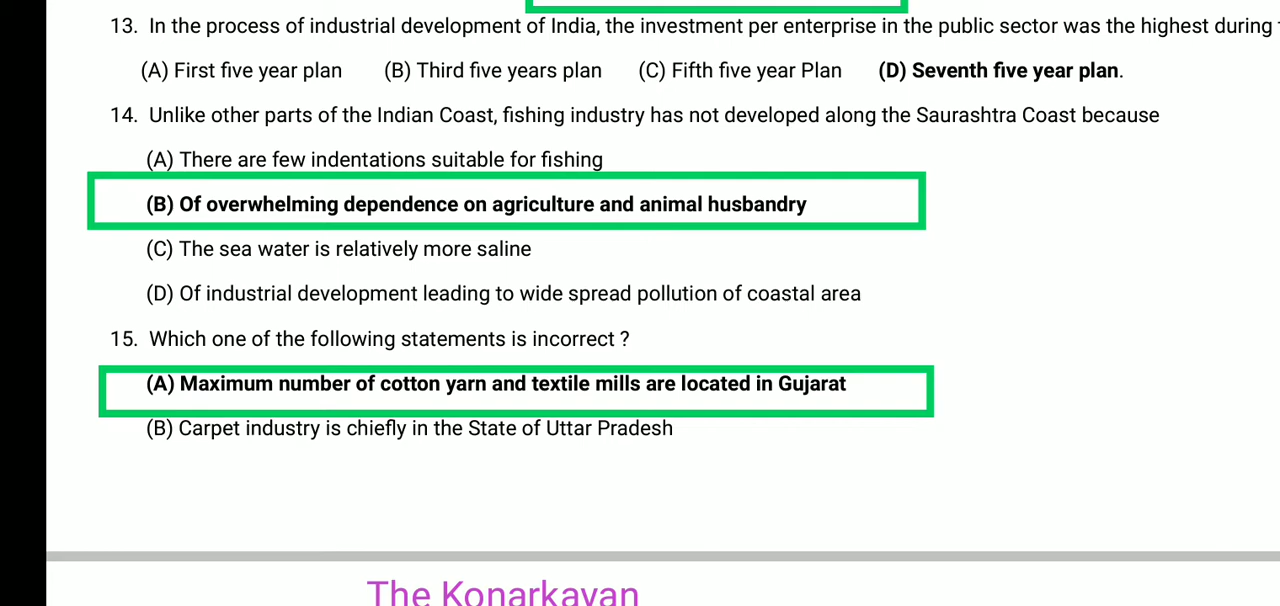 13. In the process of industrial development of India, the investment per enterprise in the public sector was the highest during
(A) First five year plan (B) Third five years plan (C) Fifth five year Plan (D) Seventh five year plan.
14. Unlike other parts of the Indian Coast, fishing industry has not developed along the Saurashtra Coast because
(A) There are few indentations suitable for fishing
(B) Of overwhelming dependence on agriculture and animal husbandry
(C) The sea water is relatively more saline
(D) Of industrial development leading to wide spread pollution of coastal area
15. Which one of the following statements is incorrect ?
(A) Maximum number of cotton yarn and textile mills are located in Gujarat
(B) Carpet industry is chiefly in the State of Uttar Pradesh
The Konarkayan